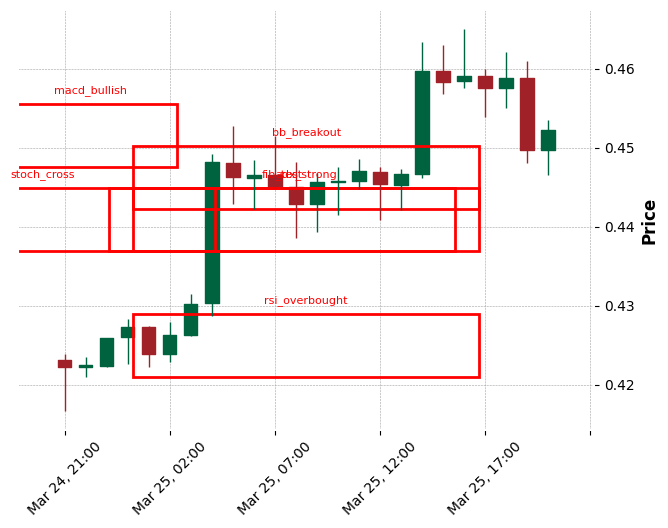 macd_bullish
bb_breakout
stoch_cross
0.46
0.45
0.44
0.43
0.42
Price
rsi_overbought
Mar 24, 21:00
Mar 25, 02:00
Mar 25, 07:00
Mar 25, 12:00
Mar 25, 17:00